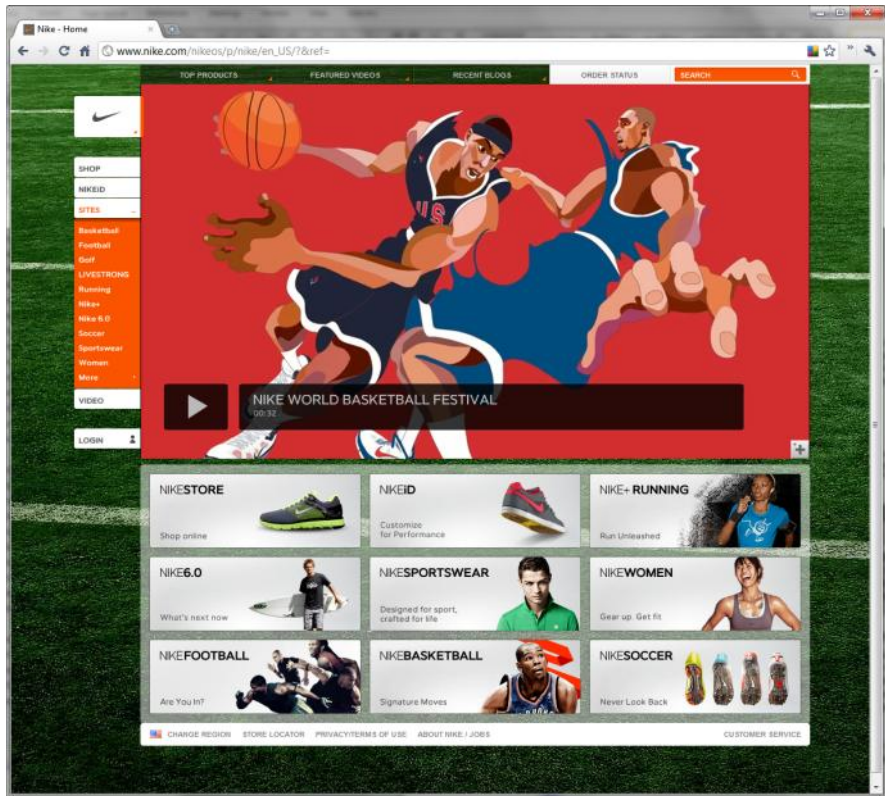 Nike - Home
www.nike.com/nikeos/p/nike/en_US/?&ref=
TOP PRODUCTS
FEATURED VIDEOS
RECENT BLOGS
ORDER STATUS
SEARCH
SHOP
NIKEID
SITES
Basketball
Football
Golf
LIVESTRONG
Running
Nike+
Nike 6.0
Soccer
Sportswear
Women
More
VIDEO
LOGIN
US
NIKE WORLD BASKETBALL FESTIVAL
00:32
NIKESTORE
Shop online
NIKEiD
Customize
for Performance
NIKE+ RUNNING
Run Unleashed
NIKE6.0
What's next now
NIKESPORTSWEAR
Designed for sport,
crafted for life
NIKEWOMEN
Gear up. Get fit
NIKEFOOTBALL
Are You In?
NIKEBASKETBALL
Signature Moves
NIKESOCCER
Never Look Back
CHANGE REGION STORE LOCATOR PRIVACY/TERMS OF USE ABOUT NIKE / JOBS CUSTOMER SERVICE